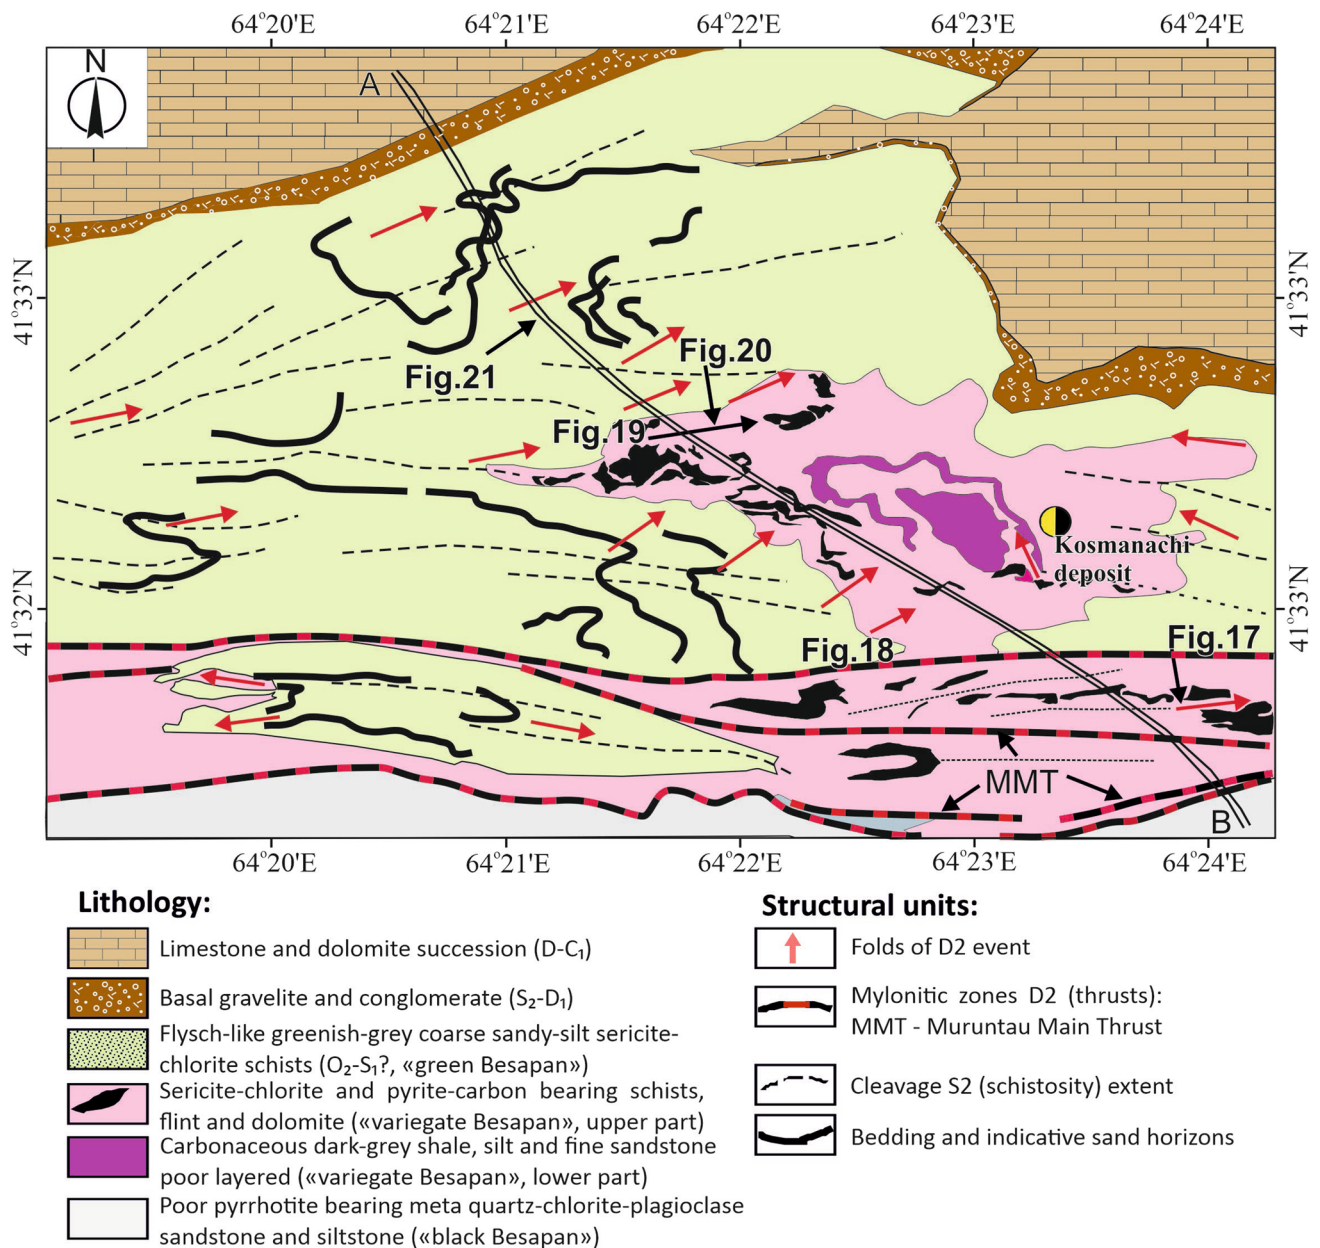 64°20'E 64°21'E 64°22'E 64°23'E 64°24'E
N
A
41°33'N
41°33'N
Fig.20
Fig.21
Fig.19
Kosmanachi
deposit
41°32'N
41°33'N
Fig.17
Fig.18
MMT
B
64°20'E 64°21'E 64°22'E 64°23'E 64°24'E
Lithology:
Limestone and dolomite succession (D-C₁)
Basal gravelite and conglomerate (S₂-D₁)
Flysch-like greenish-grey coarse sandy-silt sericite-
chlorite schists (O₂-S₁?, «green Besapan»)
Sericite-chlorite and pyrite-carbon bearing schists,
flint and dolomite («variegate Besapan», upper part)
Carbonaceous dark-grey shale, silt and fine sandstone
poor layered («variegate Besapan», lower part)
Poor pyrrhotite bearing meta quartz-chlorite-plagioclase
sandstone and siltstone («black Besapan»)
Structural units:
Folds of D2 event
Mylonitic zones D2 (thrusts):
MMT - Muruntau Main Thrust
Cleavage S2 (schistosity) extent
Bedding and indicative sand horizons